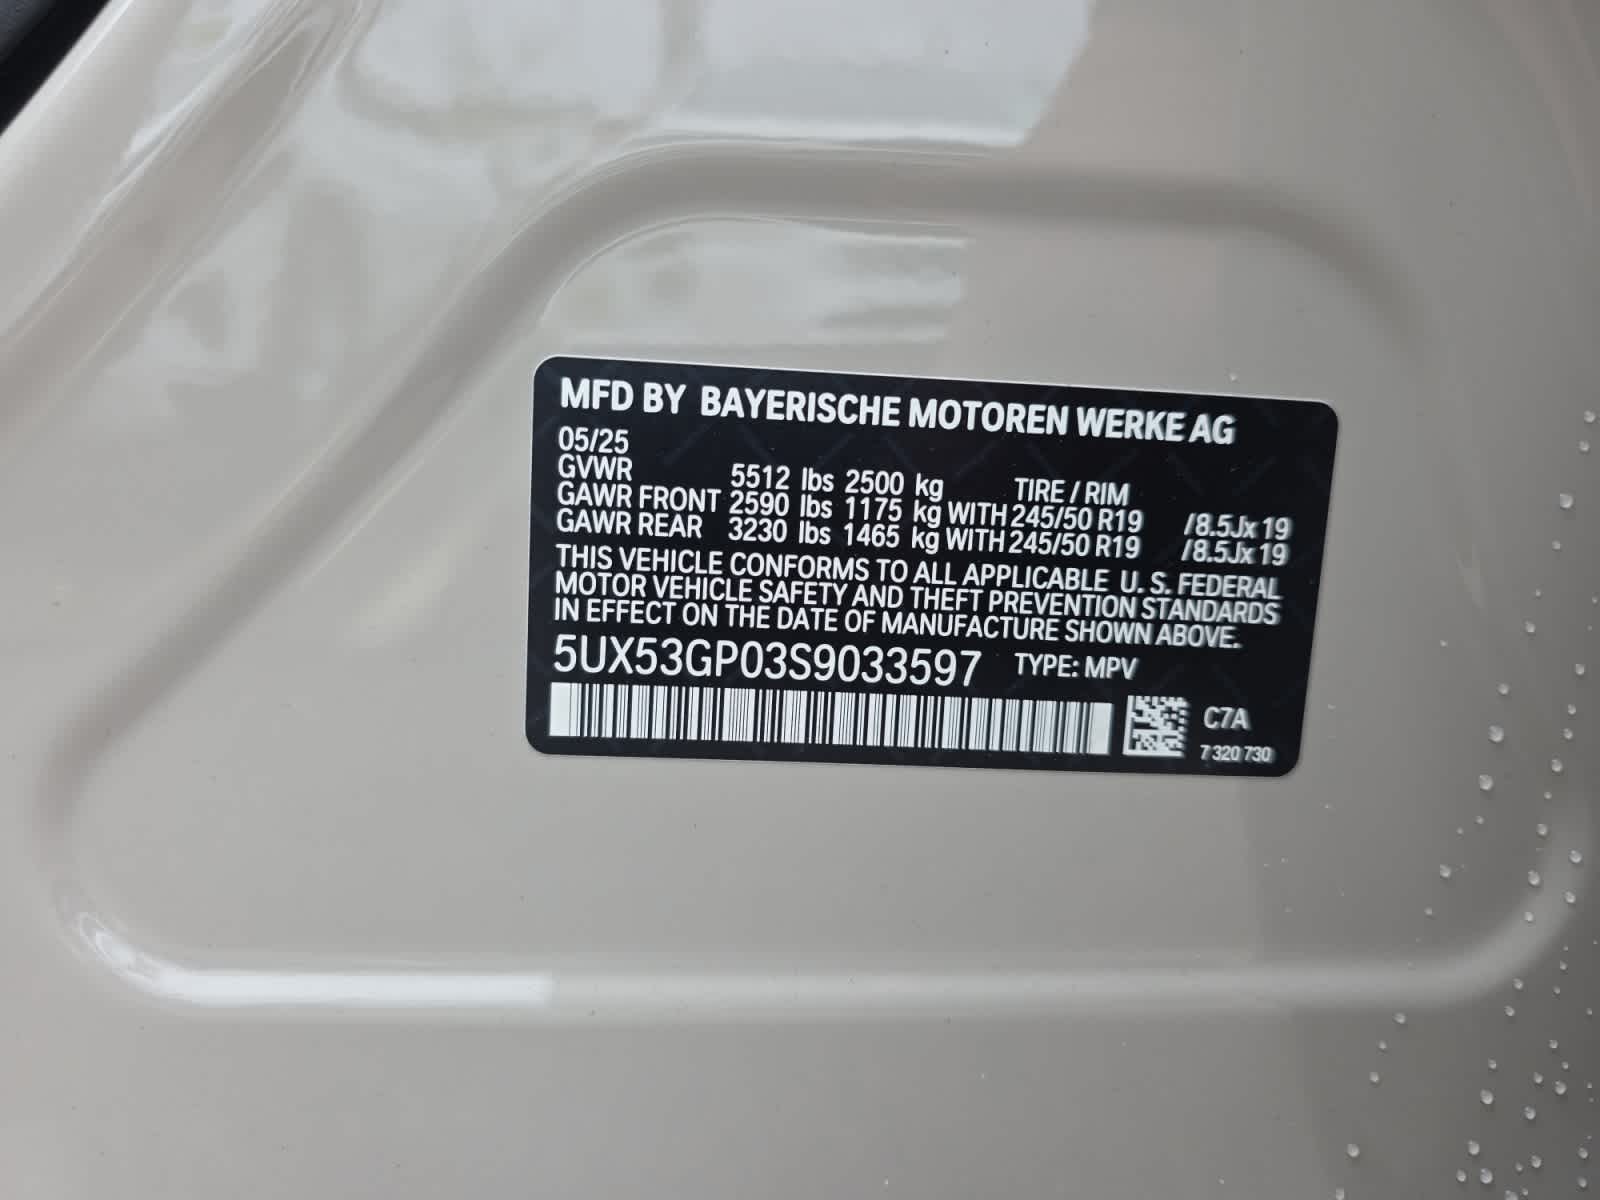 MFD BY BAYERISCHE MOTOREN WERKE AG
05/25
GVWR 5512 lbs 2500 kg TIRE / RIM
GAWR FRONT 2590 lbs 1175 kg WITH 245/50 R19 /8.5Jx19
GAWR REAR 3230 lbs 1465 kg WITH 245/50 R19 /8.5Jx19
THIS VEHICLE CONFORMS TO ALL APPLICABLE U. S. FEDERAL
MOTOR VEHICLE SAFETY AND THEFT PREVENTION STANDARDS
IN EFFECT ON THE DATE OF MANUFACTURE SHOWN ABOVE.
5UX53GP03S9033597 TYPE: MPV
C7A
7 320 730